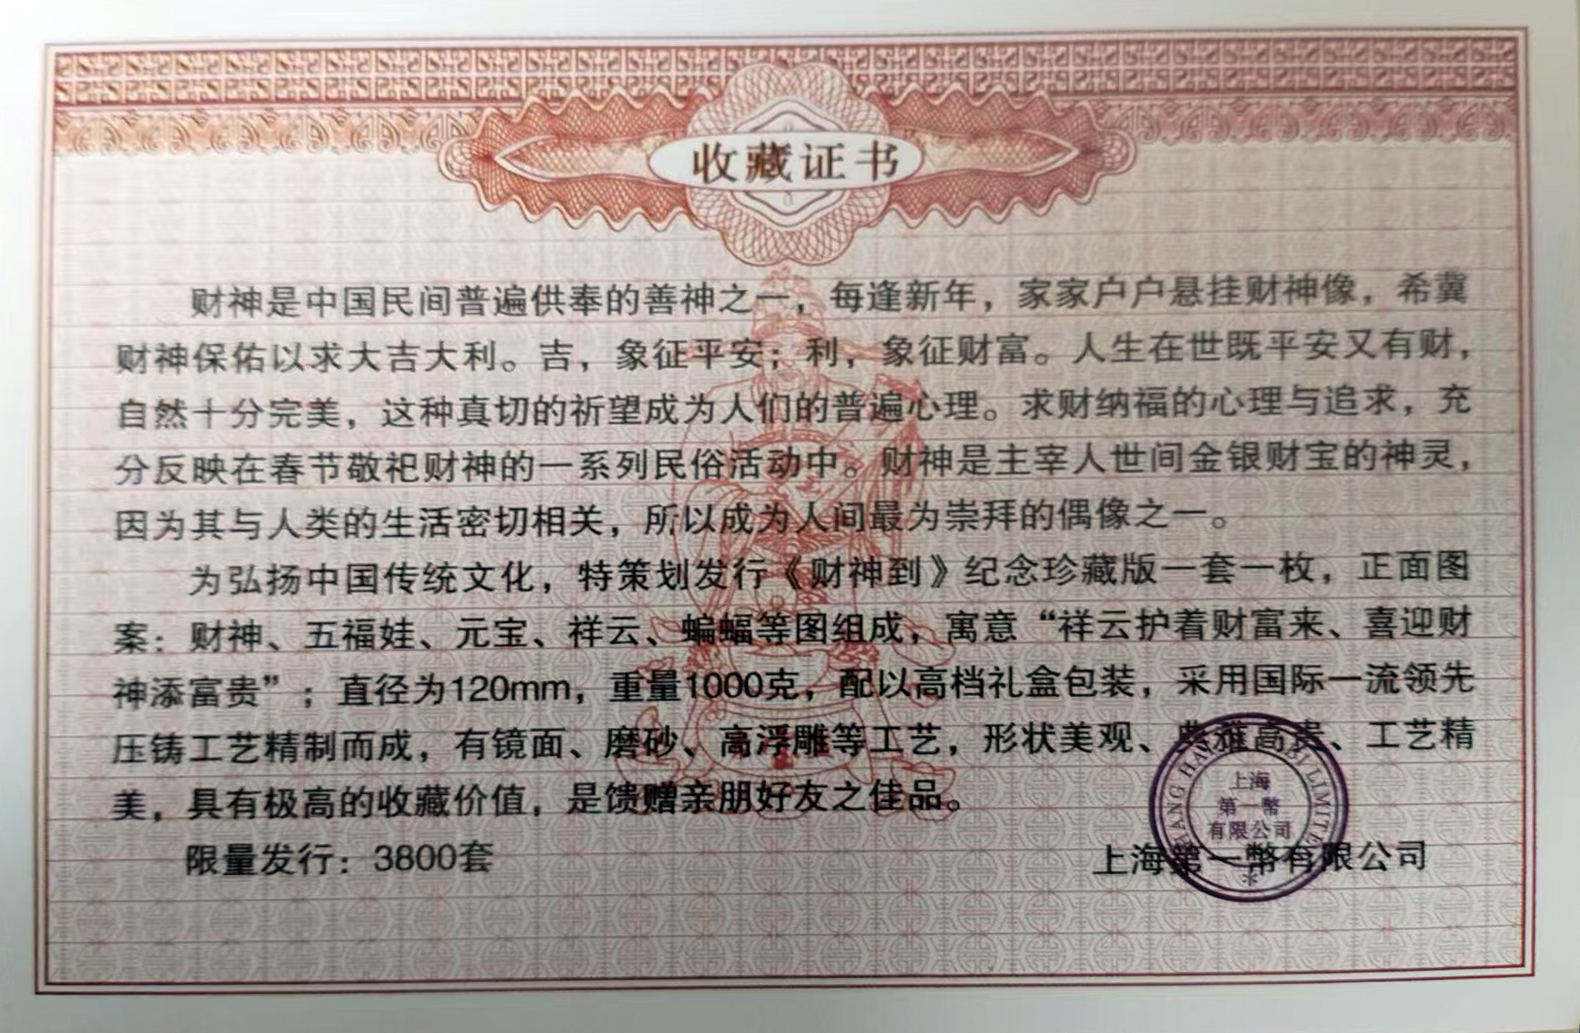 收藏证书
财神是中国民间普遍供奉的善神之一，每逢新年，家家户户悬挂财神像，希冀
财神保佑以求大吉大利。吉，象征平安；利，象征财富。人生在世既平安又有财，
自然十分完美，这种真切的祈望成为人们的普遍心理。求财纳福的心理与追求，充
分反映在春节敬祀财神的一系列民俗活动中。财神是主宰人世间金银财宝的神灵，
因为其与人类的生活密切相关，所以成为人间最为崇拜的偶像之一。
为弘扬中国传统文化，特策划发行《财神到》纪念珍藏版一套一枚，正面图
案：财神、五福娃、元宝、祥云、蝙蝠等图组成，寓意“祥云护着财富来、喜迎财
神添富贵”；直径为120mm，重量1000克，配以高档礼盒包装，采用国际一流领先
压铸工艺精制而成，有镜面、磨砂、高浮雕等工艺，形状美观、典雅高贵、工艺精
美，具有极高的收藏价值，是馈赠亲朋好友之佳品。
限量发行：3800套
上海第一幣有限公司
上海
第一幣
有限公司